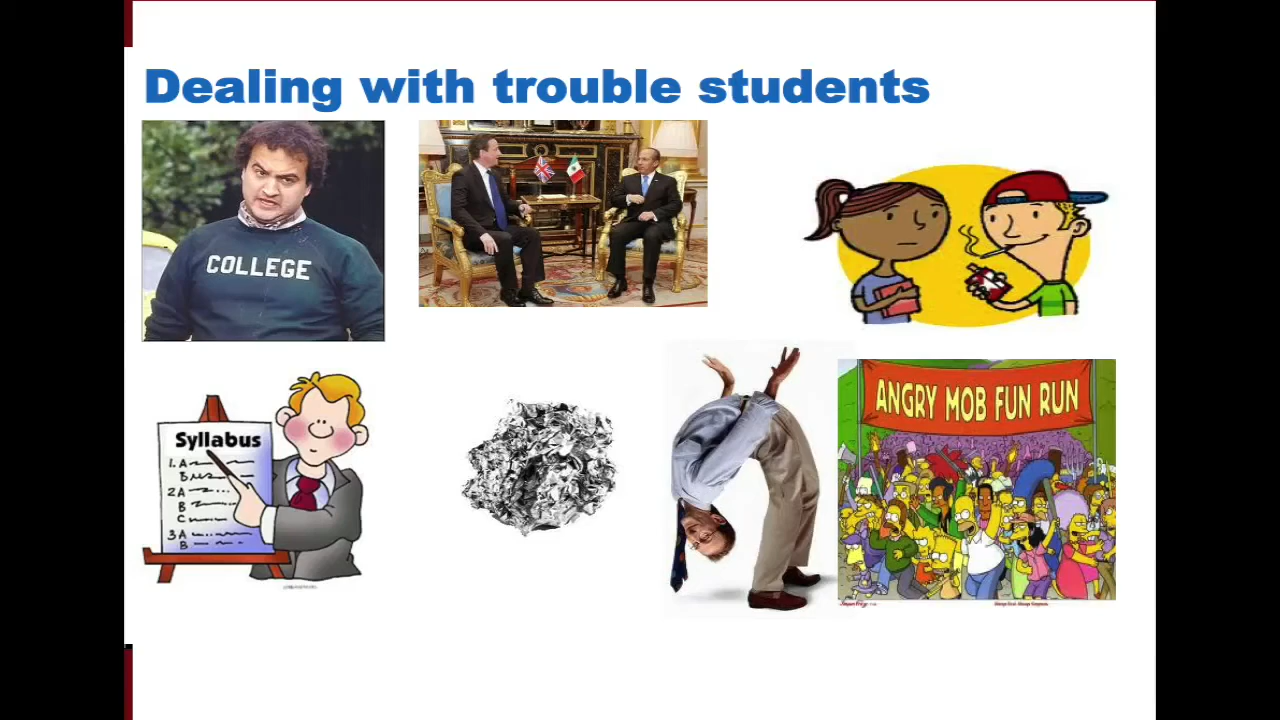 Dealing with trouble students
COLLEGE
Syllabus
1. A
B
2 A
B
C
3 A
B
ANGRY MOB FUN RUN